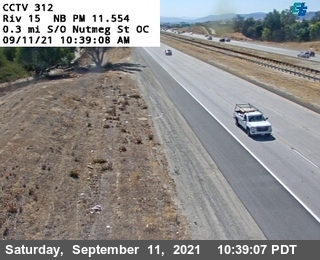 CCTV 312
Riv 15 NB PM 11.554
0.3 mi S/O Nutmeg St OC
09/11/21 10:39:08 AM
Saturday, September 11, 2021 10:39:07 PDT